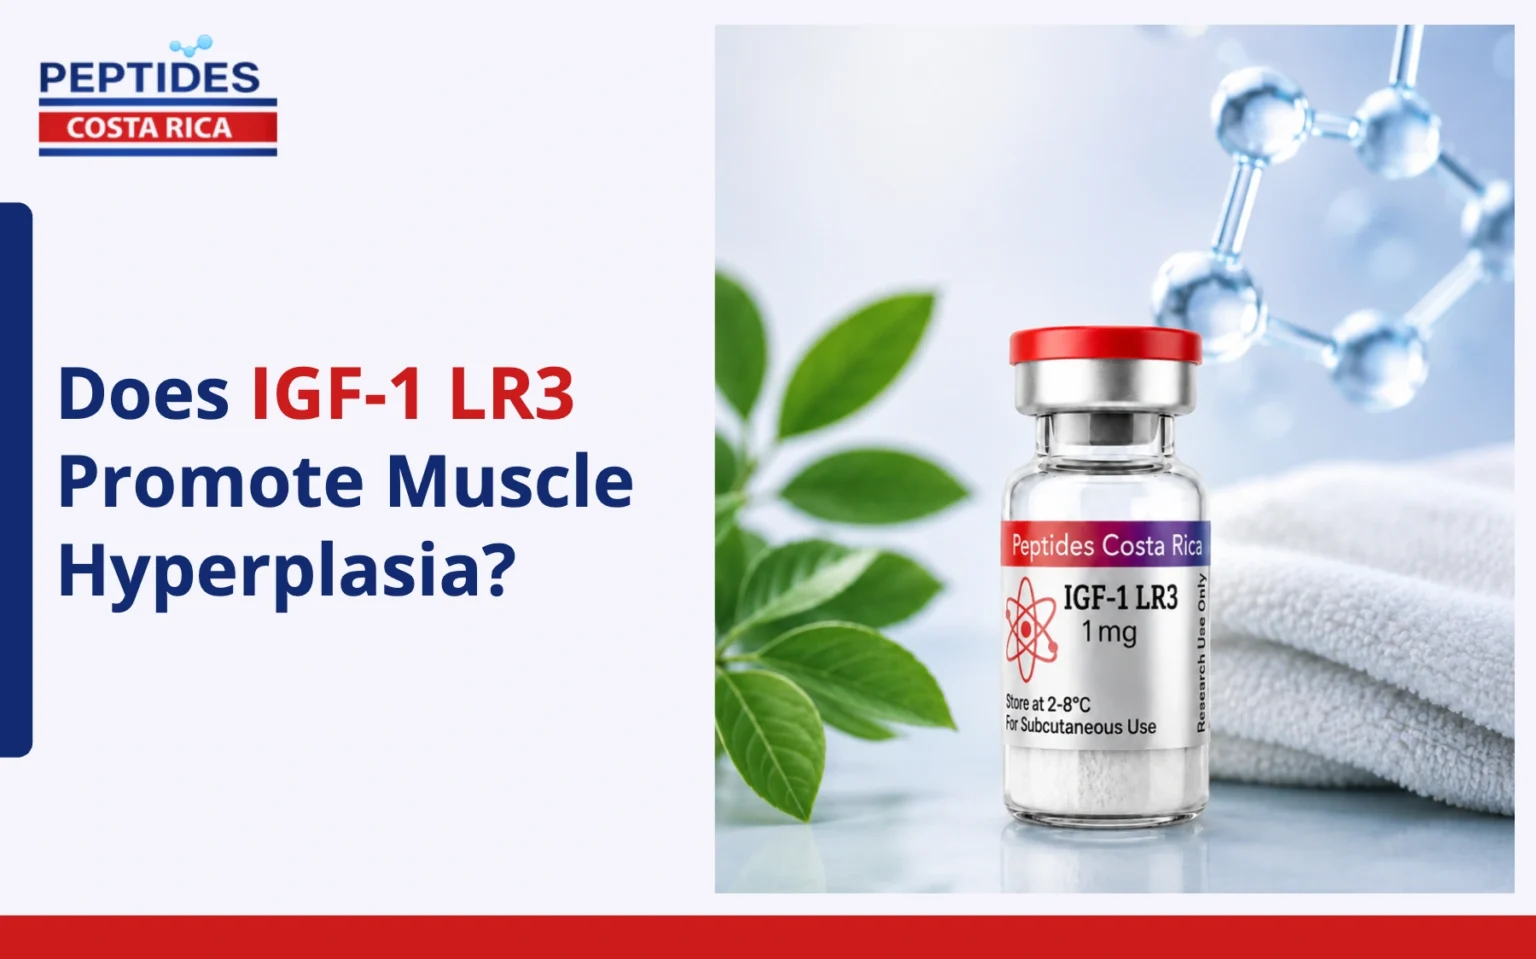 PEPTIDES
COSTA RICA
Does IGF-1 LR3
Promote Muscle
Hyperplasia?
Peptides Costa Rica
IGF-1 LR3
1 mg
Store at 2-8°C
For Subcutaneous Use
Research Use Only